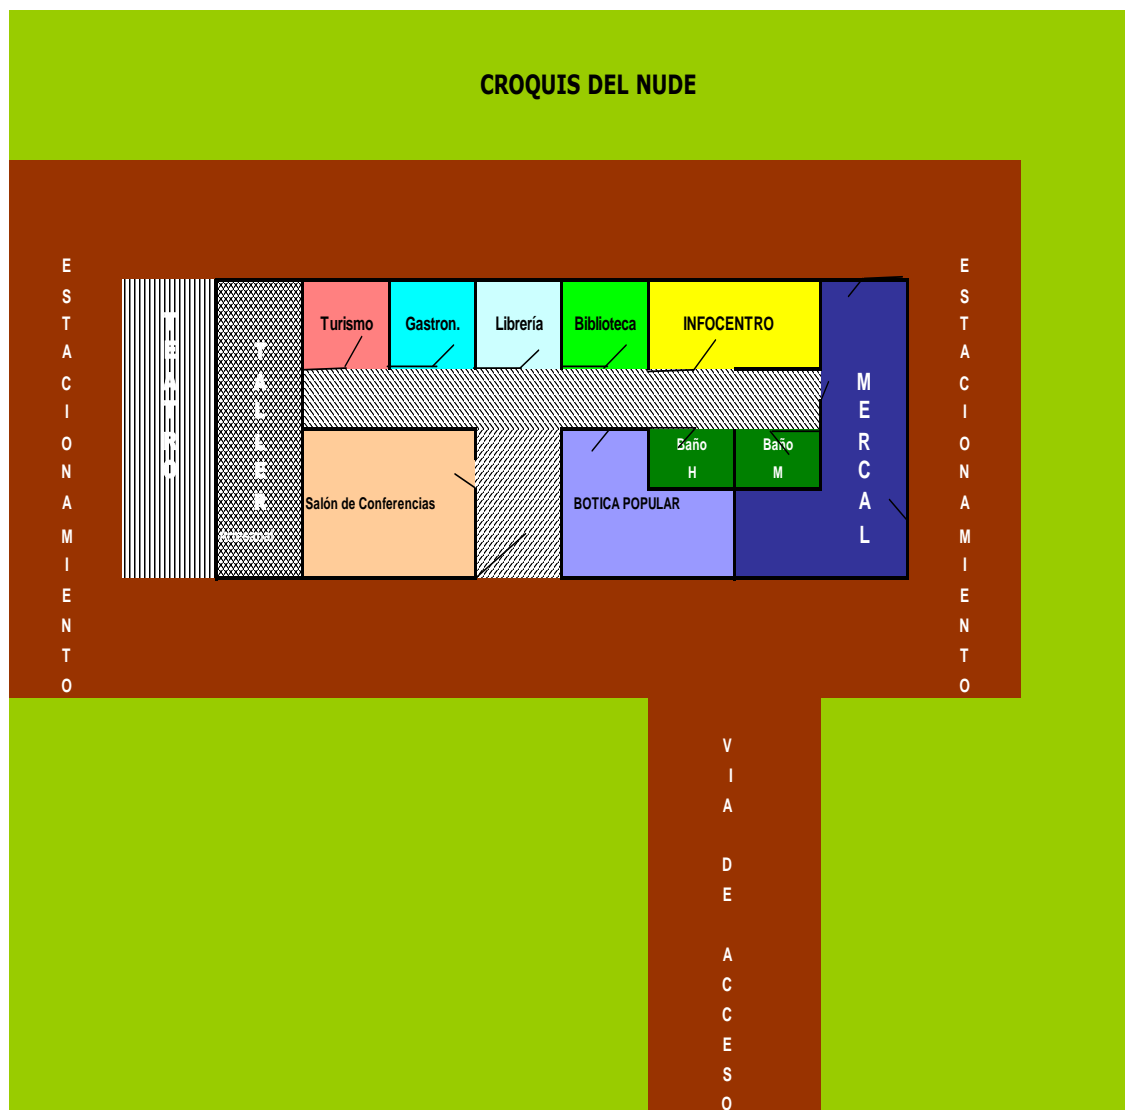 CROQUIS DEL NUDE
ESTACIONAMIENTO
TEATRO
TALLER
Artesanal
Turismo
Gastron.
Librería
Biblioteca
INFOCENTRO
MERCAL
Baño
H
Baño
M
Salón de Conferencias
BOTICA POPULAR
ESTACIONAMIENTO
VIA DE ACCESO